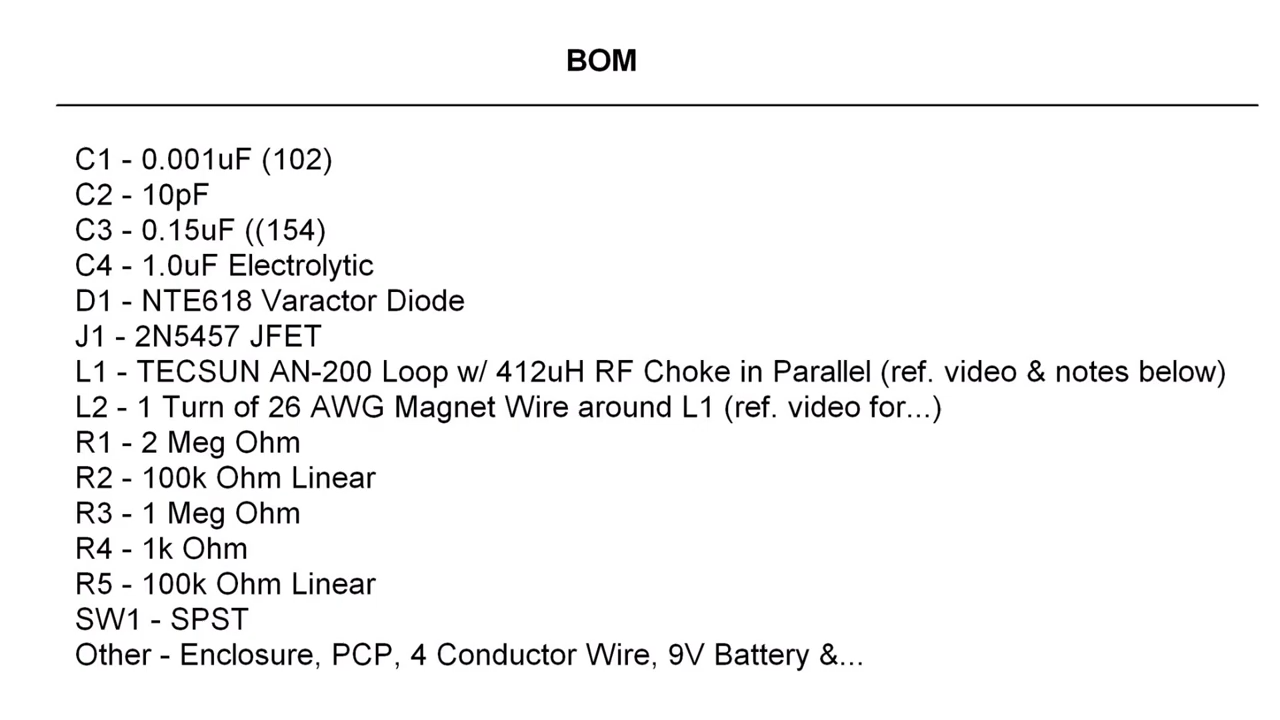 BOM
C1 - 0.001uF (102)
C2 - 10pF
C3 - 0.15uF ((154)
C4 - 1.0uF Electrolytic
D1 - NTE618 Varactor Diode
J1 - 2N5457 JFET
L1 - TECSUN AN-200 Loop w/ 412uH RF Choke in Parallel (ref. video & notes below)
L2 - 1 Turn of 26 AWG Magnet Wire around L1 (ref. video for...)
R1 - 2 Meg Ohm
R2 - 100k Ohm Linear
R3 - 1 Meg Ohm
R4 - 1k Ohm
R5 - 100k Ohm Linear
SW1 - SPST
Other - Enclosure, PCP, 4 Conductor Wire, 9V Battery &...